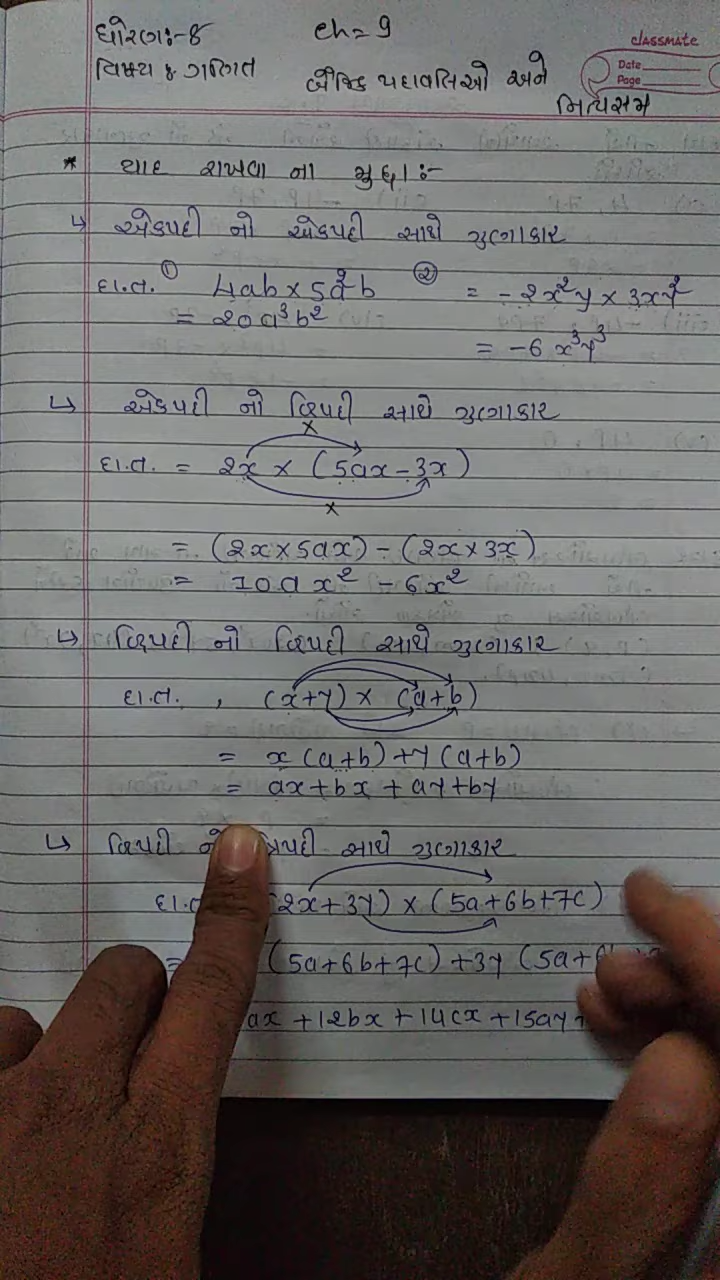 ધોરણ:-8 ch=9
classmate
Date
Page
વિષય : ગણિત બૈજિક પદાવલિઓ અને
નિત્યસમ
* યાદ રાખવા ના મુદ્દા :-
↳ એકપદી નો એકપદી સાથે ગુણાકાર
દા.ત. ① 4ab × 5a²b ② = -2x²y × 3xy²
= 20a³b² = -6x³y³
↳ એકપદી નો દ્વિપદી સાથે ગુણાકાર
×
દા.ત. = 2x × (5ax - 3x)
×
= (2x × 5ax) - (2x × 3x)
= 10ax² - 6x²
↳ દ્વિપદી નો દ્વિપદી સાથે ગુણાકાર
દા.ત. , (x+y) × (a+b)
= x(a+b) + y(a+b)
= ax + bx + ay + by
↳ દ્વિપદી નો ત્રિપદી સાથે ગુણાકાર
(2x + 3y) × (5a + 6b + 7c)
= (5a + 6b + 7c) + 3y (5a +
ax + 12bx + 14cx + 15ay +